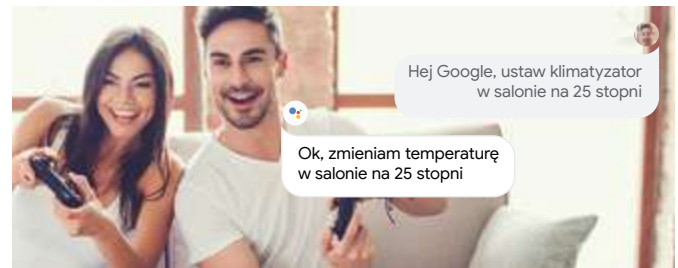 Hej Google, ustaw klimatyzator
w salonie na 25 stopni
Ok, zmieniam temperaturę
w salonie na 25 stopni